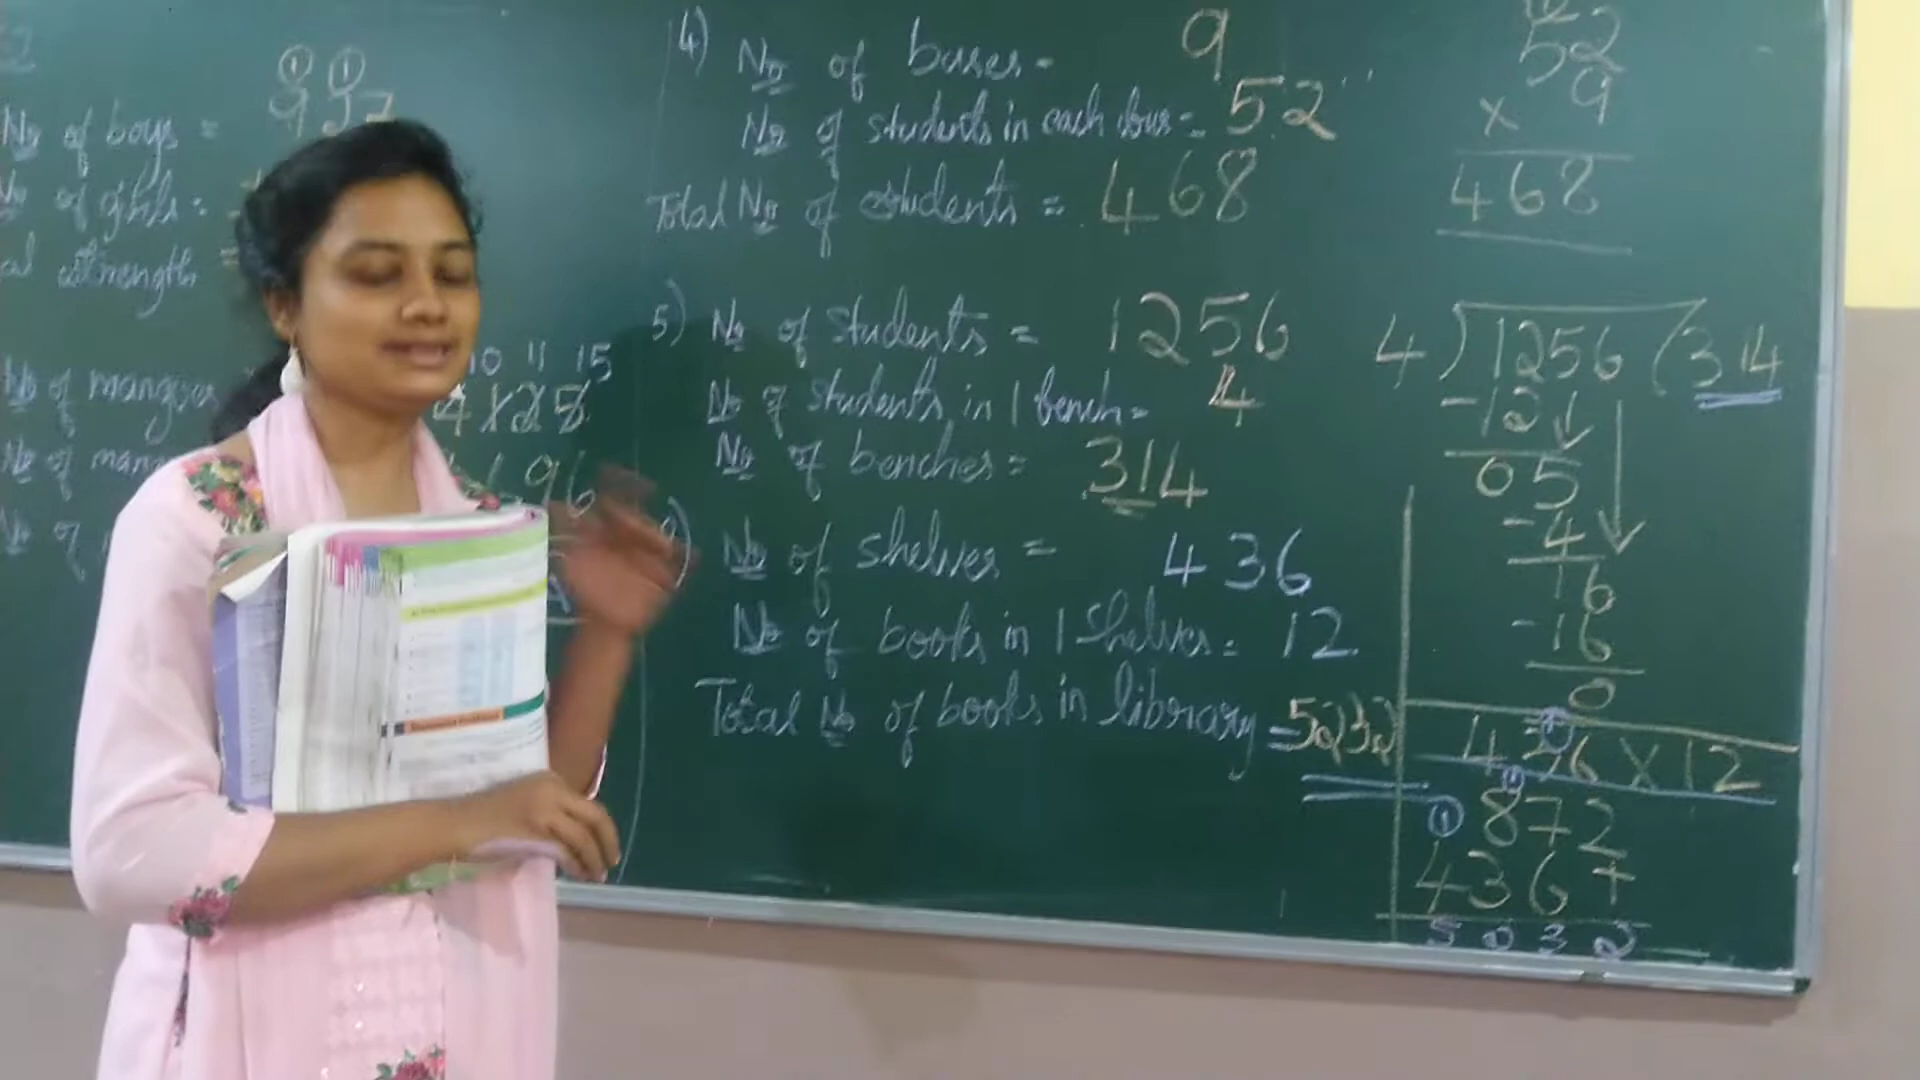 No of boys =
No of girls =
strength =
No of mangoes
10 11 15
No of
4) No of buses = 9
No of students in each bus = 52
Total No of students = 468
52
× 9
468
5) No of students = 1256
No of students in 1 bench = 4
No of benches = 314
4) 1256 (314
-12
05
-4
16
-16
0
No of shelves = 436
No of books in 1 shelves = 12
Total No of books in library = 5232
436 × 12
872
436+
5232